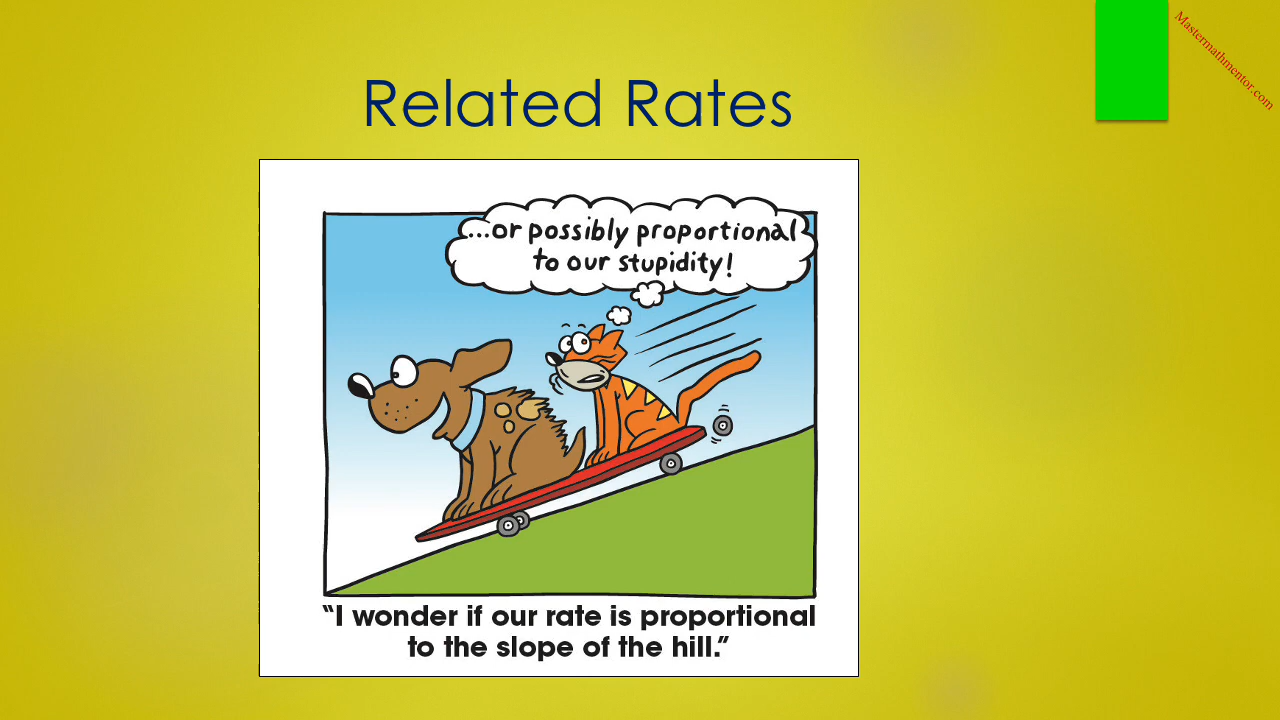 Mastermathmentor.com
Related Rates
...or possibly proportional
to our stupidity!
“I wonder if our rate is proportional
to the slope of the hill.”